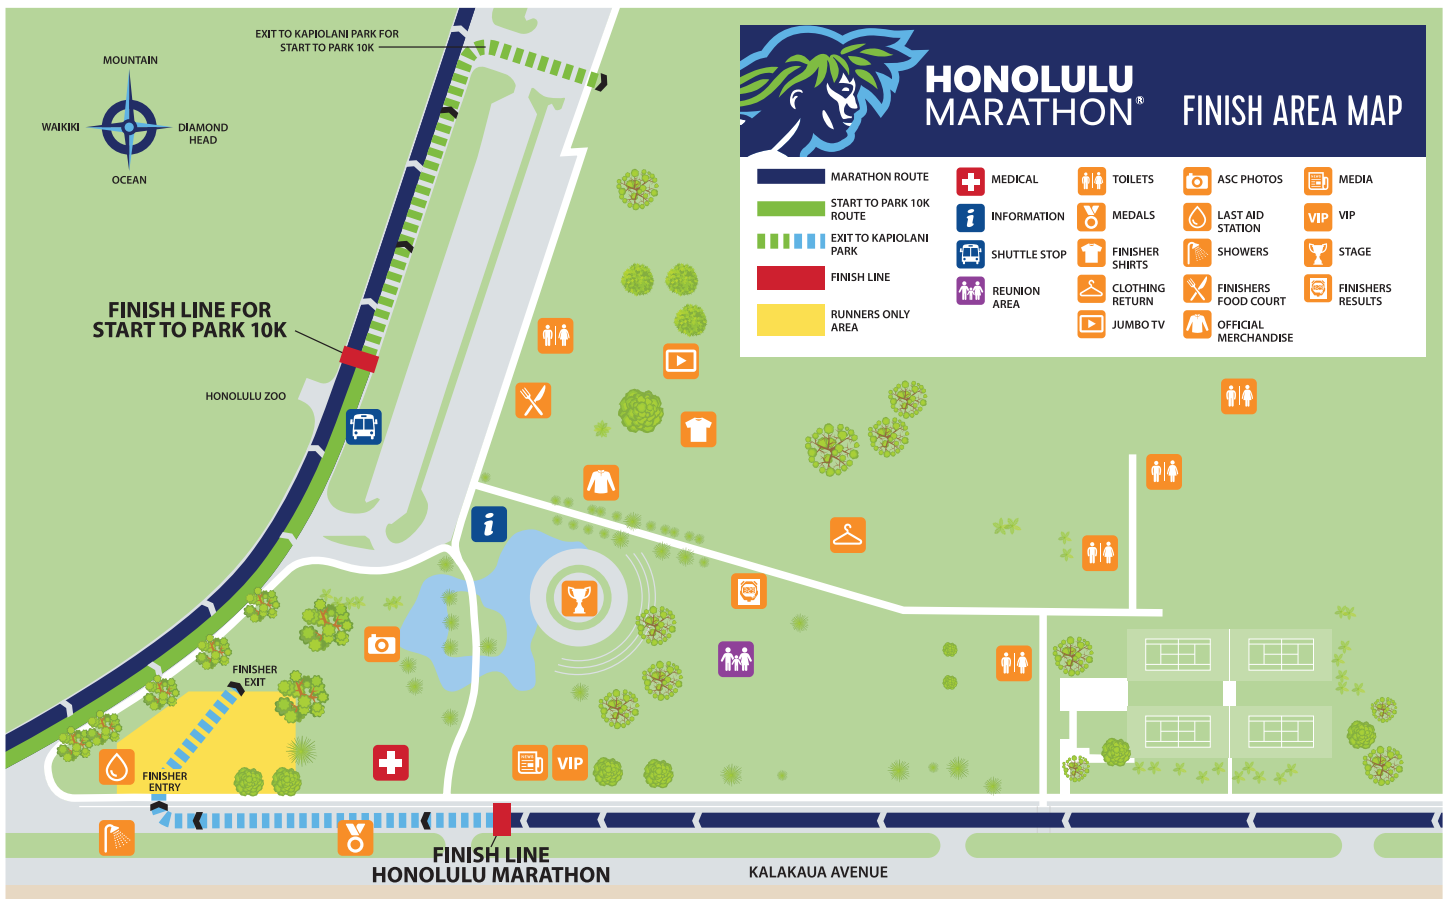 EXIT TO KAPIOLANI PARK FOR
START TO PARK 10K
MOUNTAIN
WAIKIKI
DIAMOND
HEAD
OCEAN
HONOLULU
MARATHON®
FINISH AREA MAP
MARATHON ROUTE
START TO PARK 10K
ROUTE
EXIT TO KAPIOLANI
PARK
FINISH LINE
RUNNERS ONLY
AREA
MEDICAL
i
INFORMATION
SHUTTLE STOP
REUNION
AREA
TOILETS
MEDALS
FINISHER
SHIRTS
CLOTHING
RETURN
JUMBO TV
ASC PHOTOS
LAST AID
STATION
SHOWERS
FINISHERS
FOOD COURT
OFFICIAL
MERCHANDISE
MEDIA
VIP
VIP
STAGE
FINISHERS
RESULTS
FINISH LINE FOR
START TO PARK 10K
HONOLULU ZOO
i
FINISHER
EXIT
FINISHER
ENTRY
VIP
FINISH LINE
HONOLULU MARATHON
KALAKAUA AVENUE